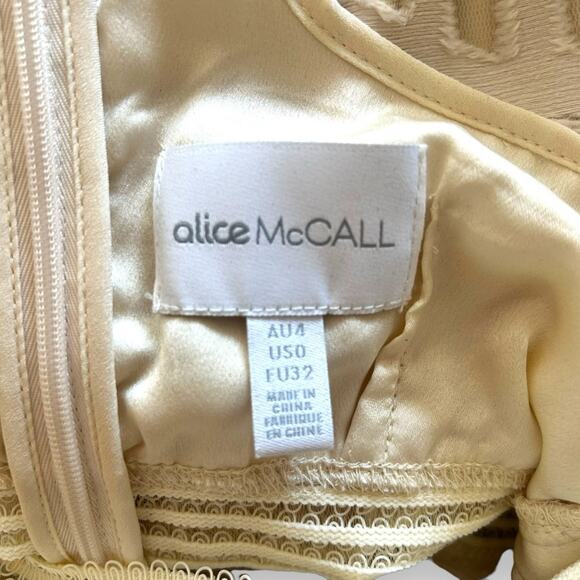 alice McCALL
AU4
US0
EU32
MADE IN
CHINA
FABRIQUE
EN CHINE